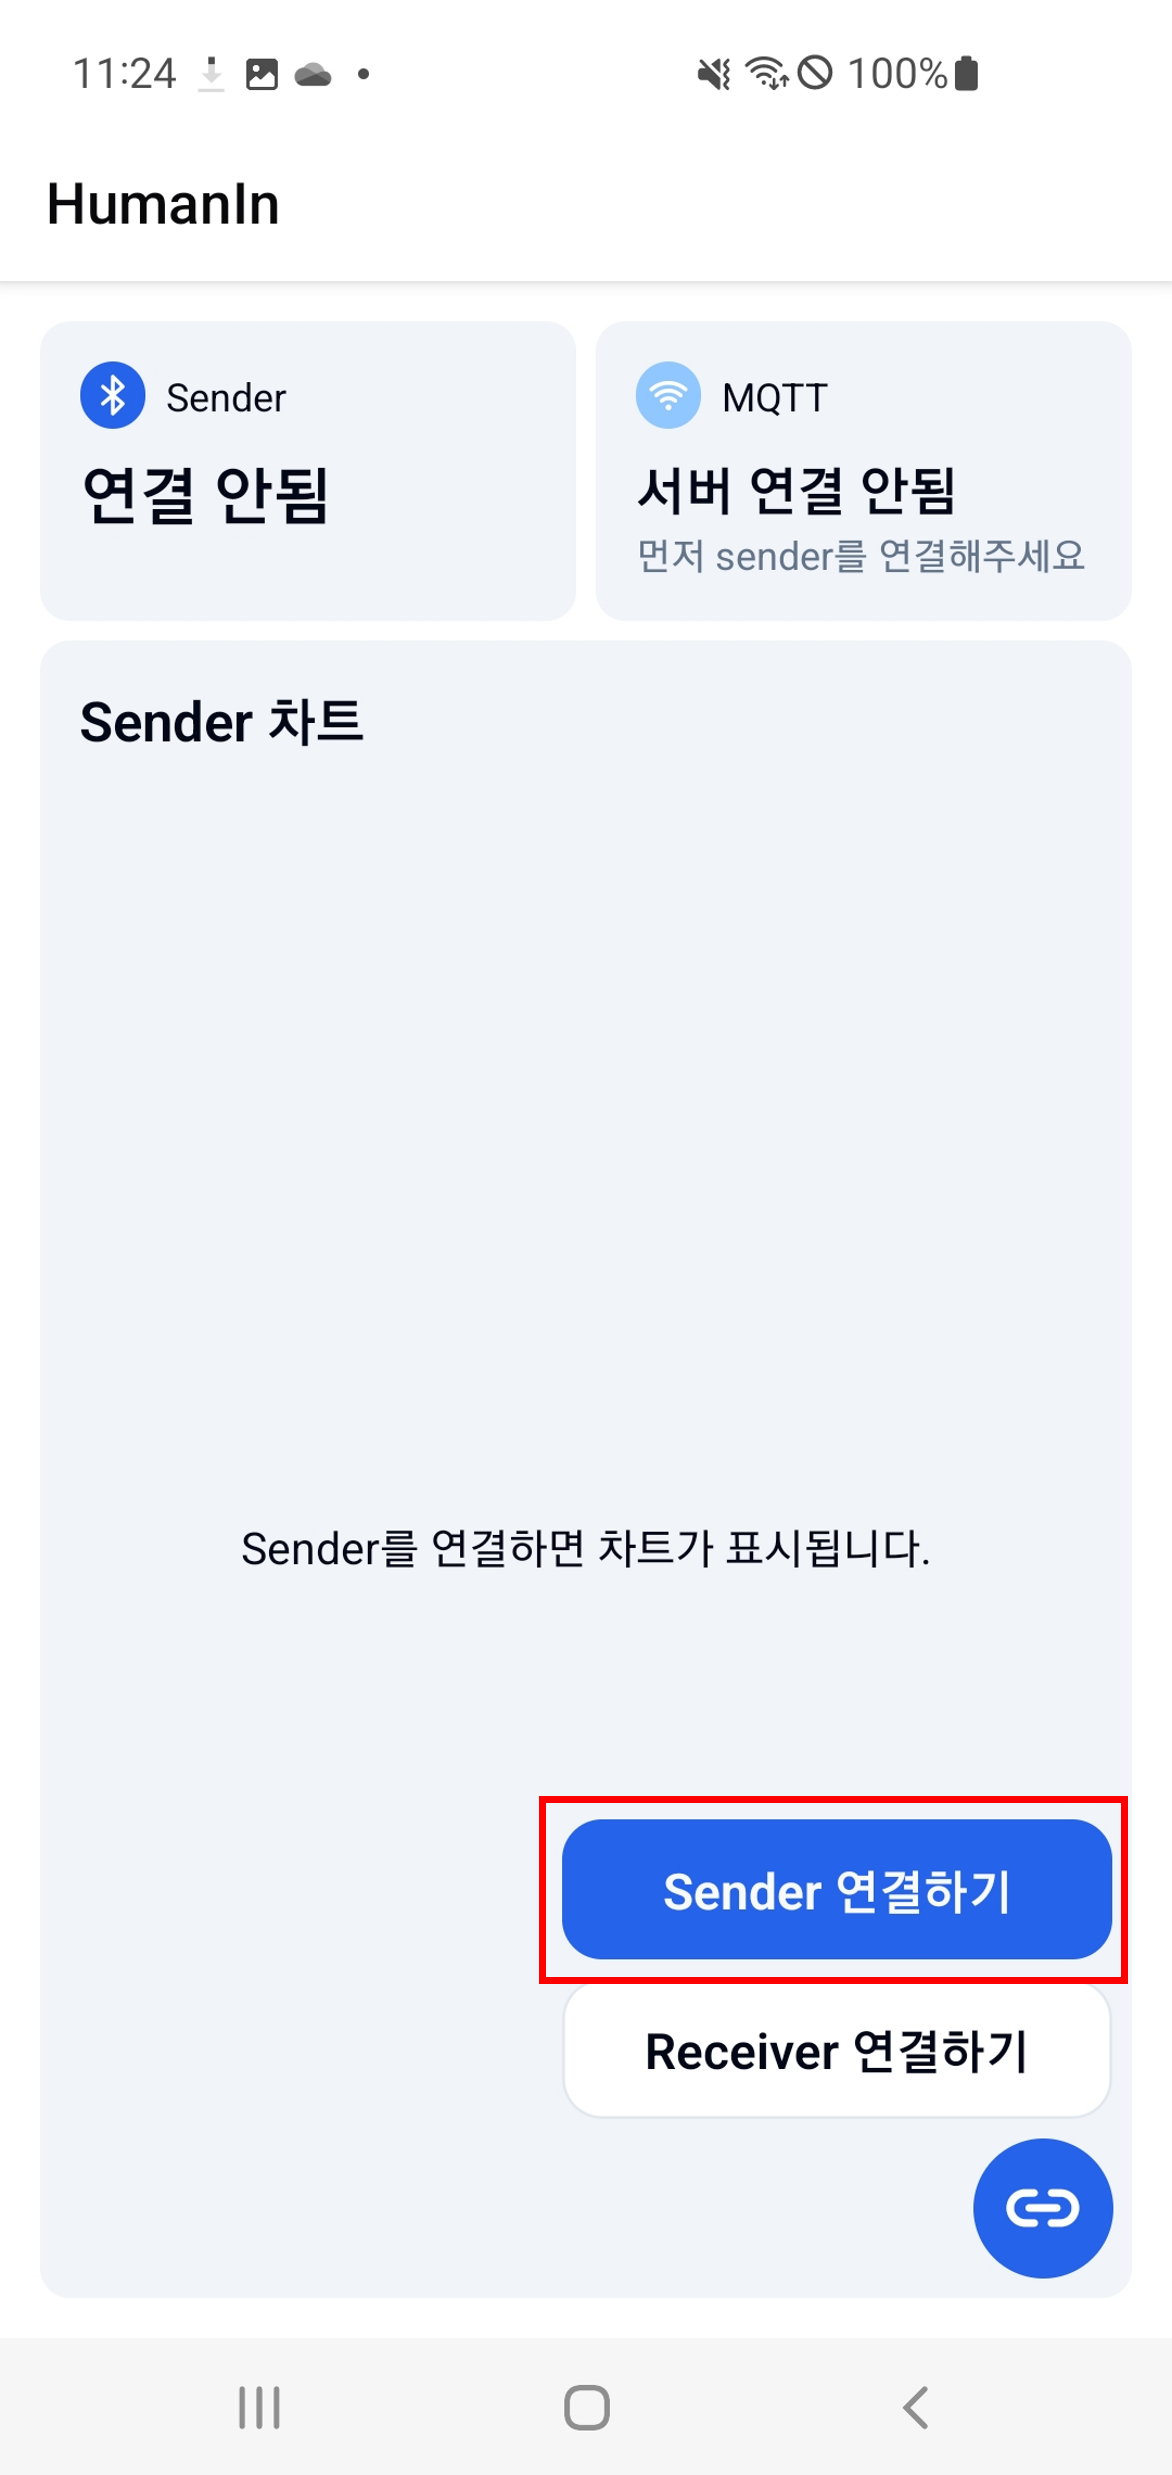 11:24
100%
HumanIn
Sender
연결 안됨
MQTT
서버 연결 안됨
먼저 sender를 연결해주세요
Sender 차트
Sender를 연결하면 차트가 표시됩니다.
Sender 연결하기
Receiver 연결하기